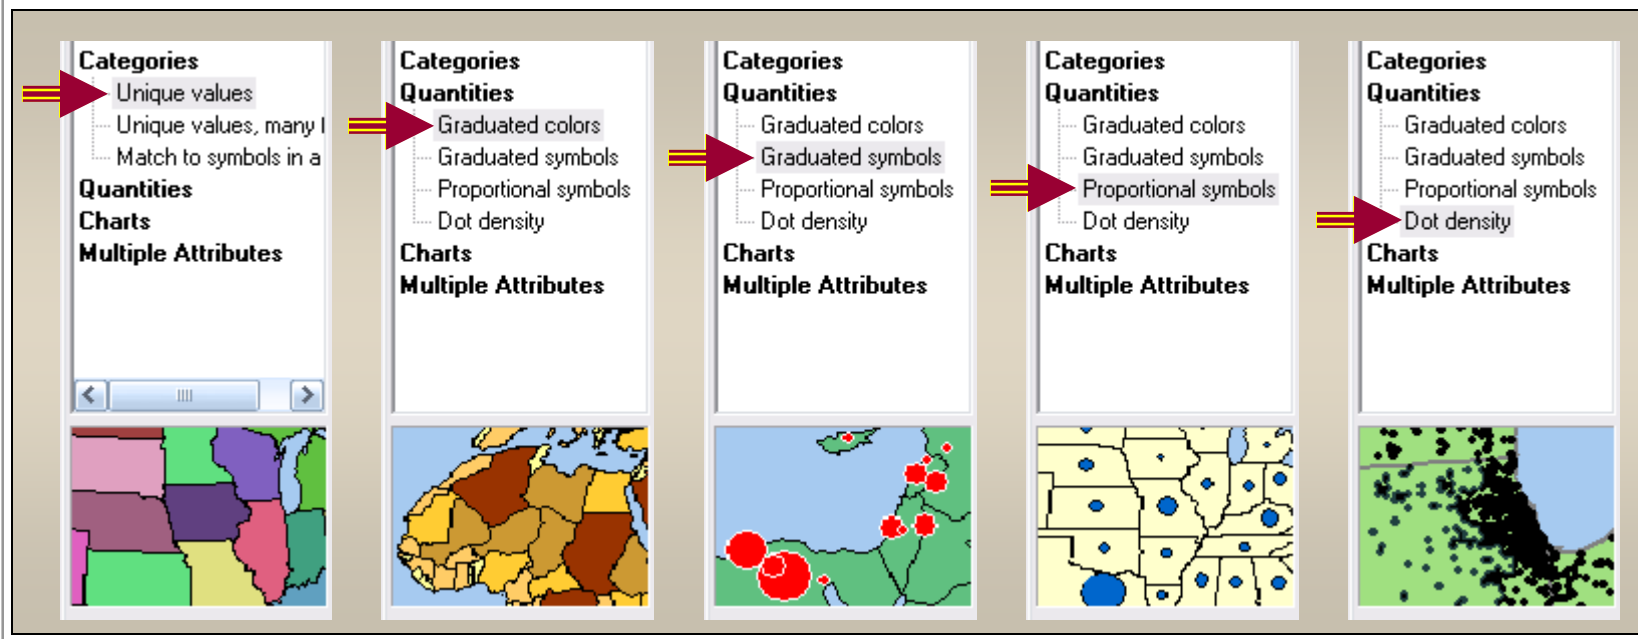 Categories
Unique values
Unique values, many l
Match to symbols in a
Quantities
Charts
Multiple Attributes
Categories
Quantities
Graduated colors
Graduated symbols
Proportional symbols
Dot density
Charts
Multiple Attributes
Categories
Quantities
Graduated colors
Graduated symbols
Proportional symbols
Dot density
Charts
Multiple Attributes
Categories
Quantities
Graduated colors
Graduated symbols
Proportional symbols
Dot density
Charts
Multiple Attributes
Categories
Quantities
Graduated colors
Graduated symbols
Proportional symbols
Dot density
Charts
Multiple Attributes